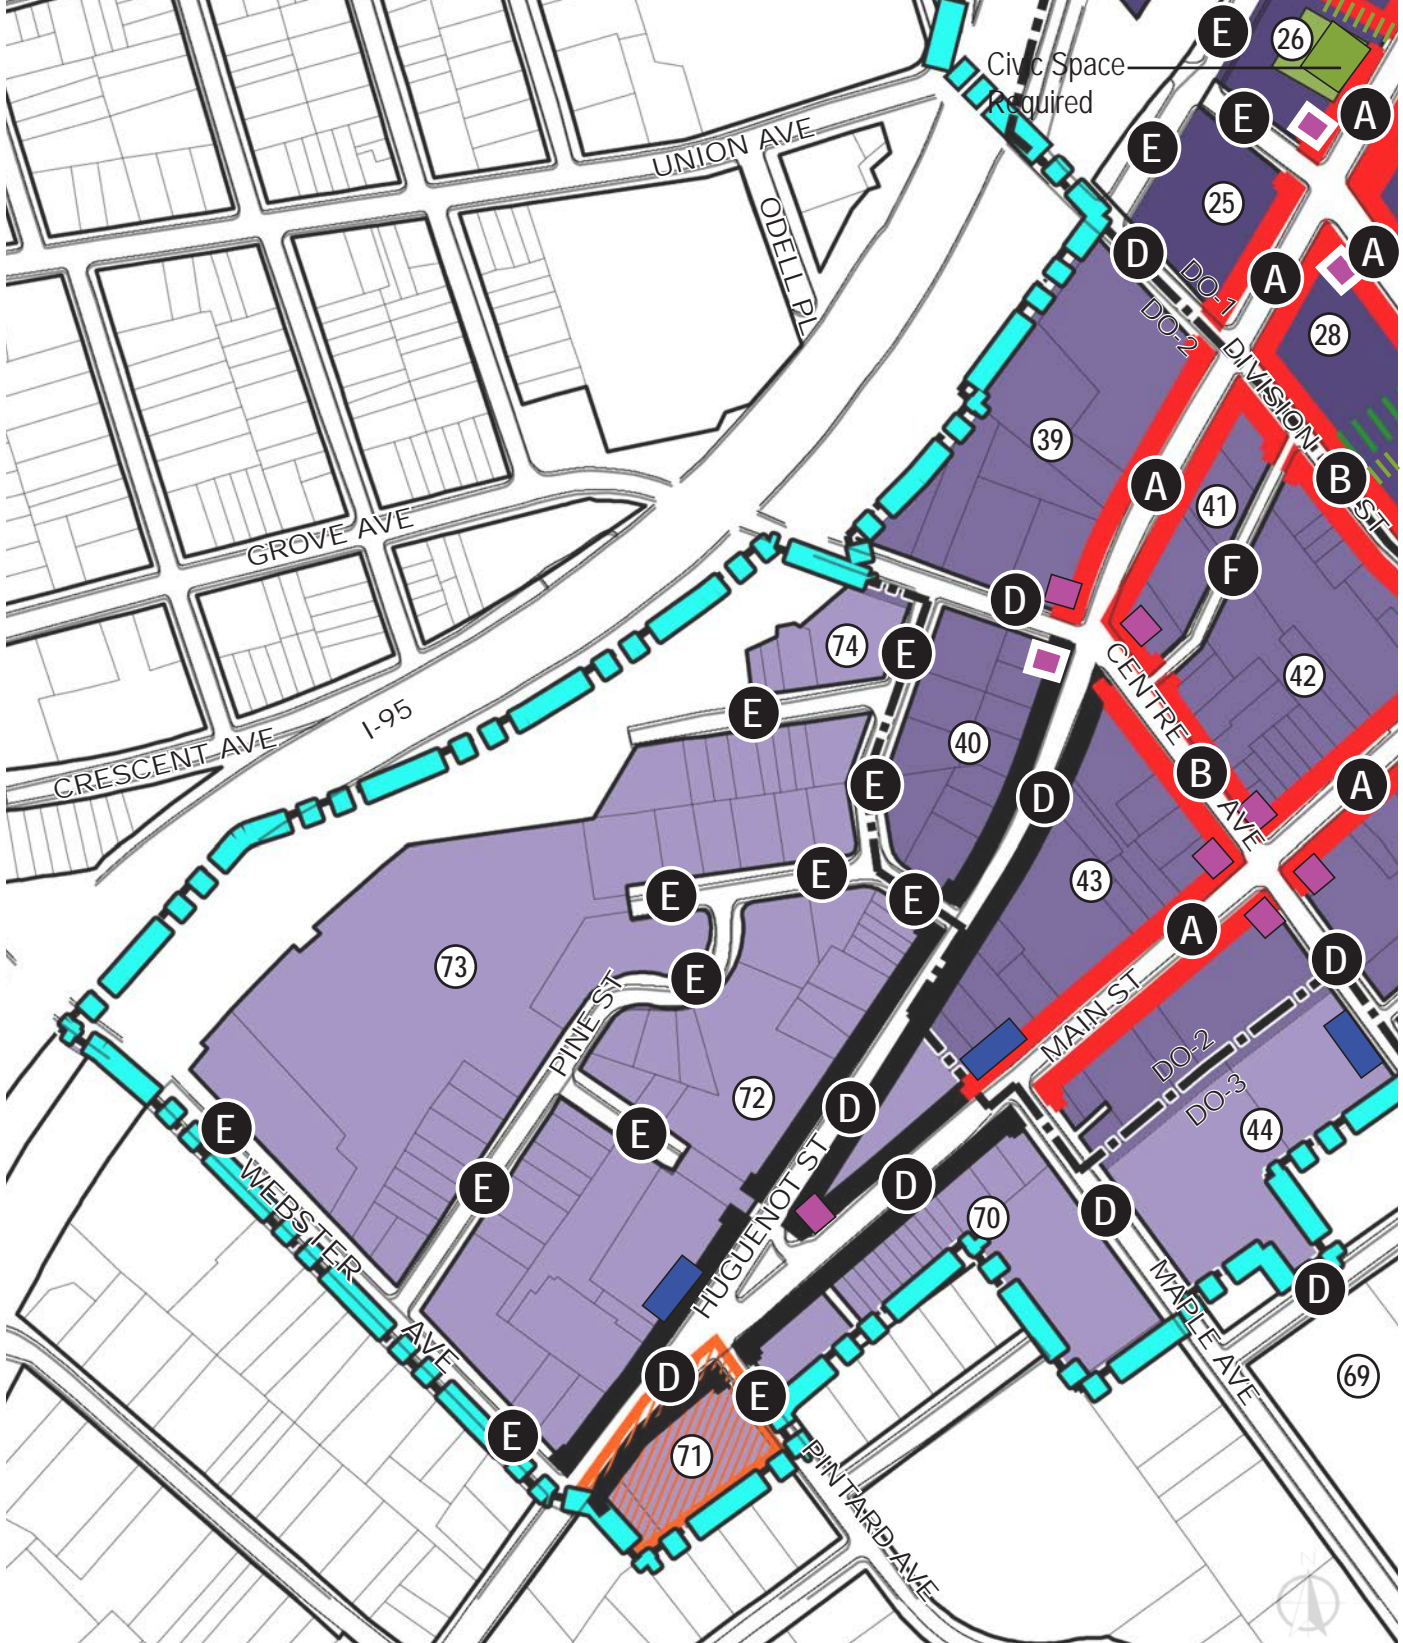 E
26
Civic Space
Required
A
E
E
UNION AVE
25
ODELL PL
D
A
A
DO-1
DO-2
28
DIVISION ST
39
A
41
B
GROVE AVE
F
D
74
E
CENTRE AVE
42
I-95
E
40
CRESCENT AVE
E
D
B
A
E
E
43
E
A
73
E
D
PINE ST
MAIN ST
DO-2
DO-3
72
D
E
E
44
WEBSTER AVE
E
D
HUGUENOT ST
70
D
MAPLE AVE
D
D
E
69
E
71
PINTARD AVE
N